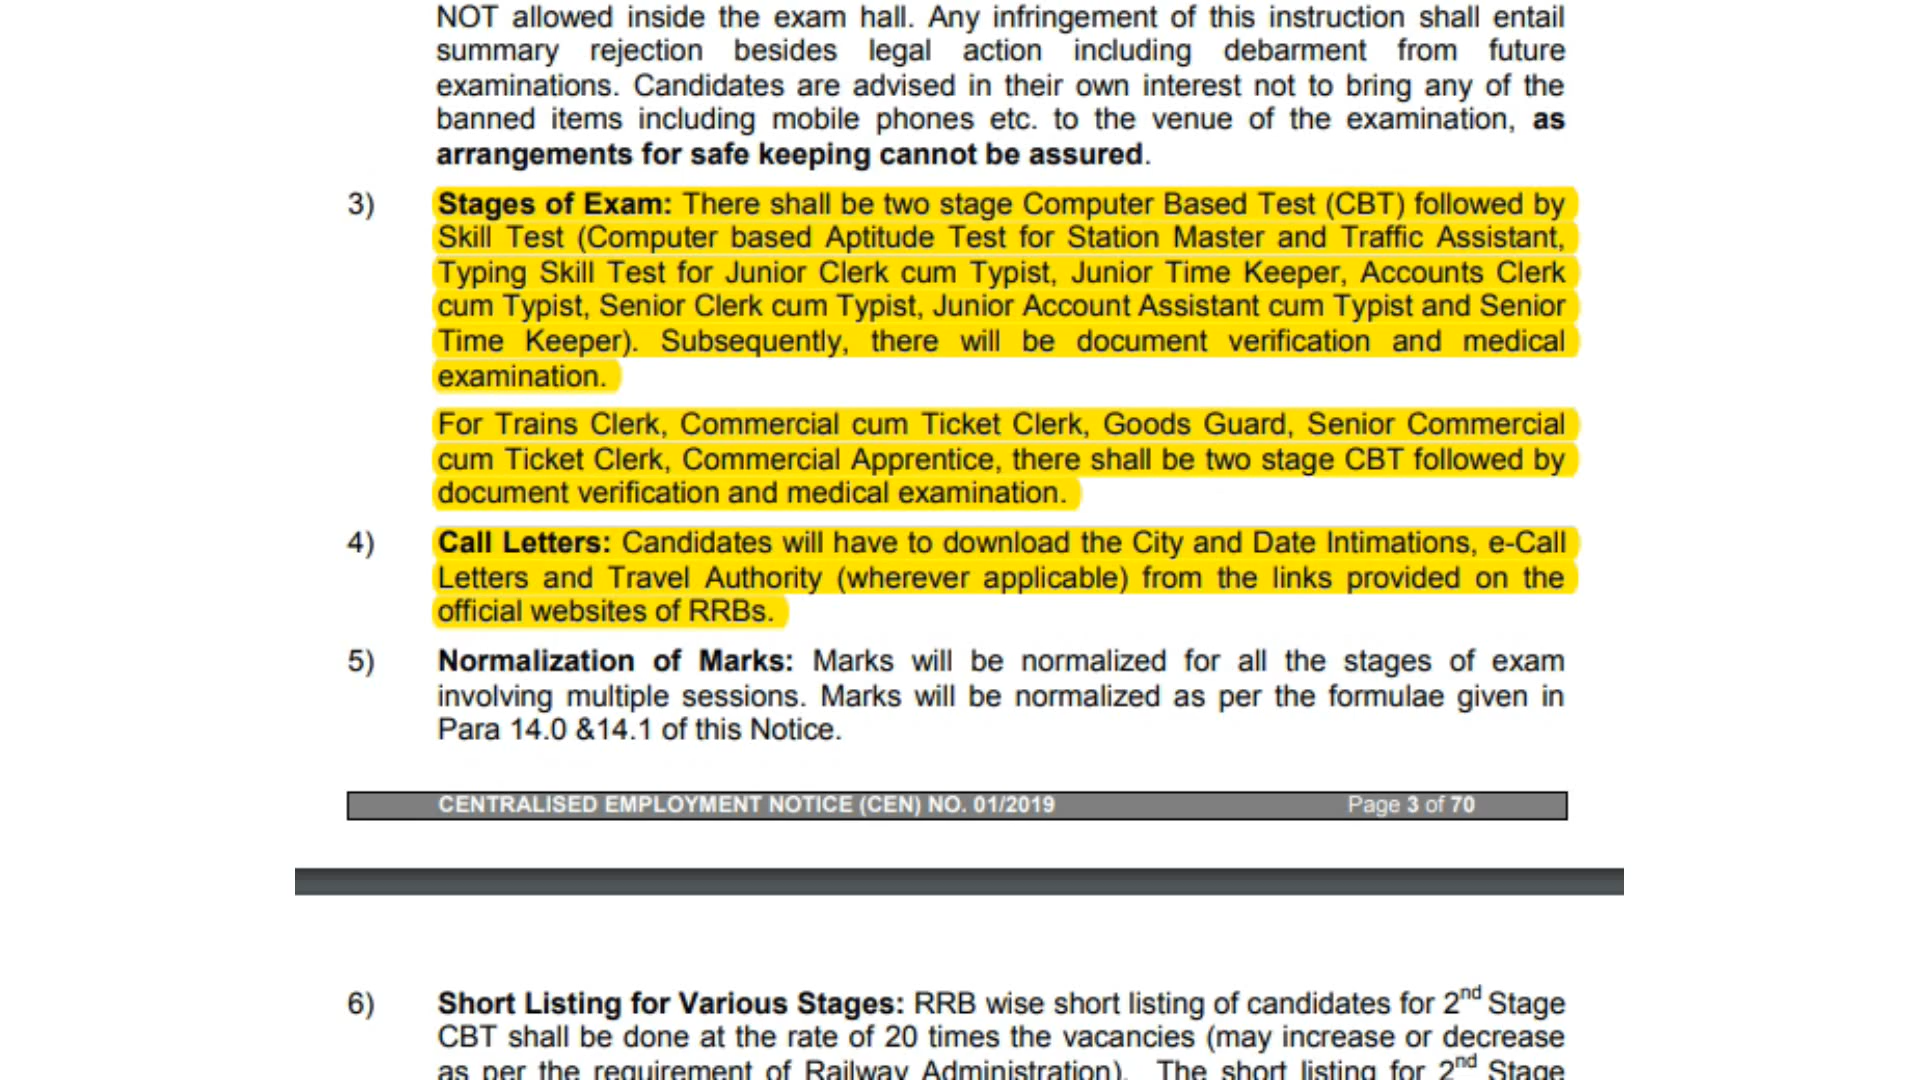 NOT allowed inside the exam hall. Any infringement of this instruction shall entail
summary rejection besides legal action including debarment from future
examinations. Candidates are advised in their own interest not to bring any of the
banned items including mobile phones etc. to the venue of the examination, as
arrangements for safe keeping cannot be assured.
3) Stages of Exam: There shall be two stage Computer Based Test (CBT) followed by
Skill Test (Computer based Aptitude Test for Station Master and Traffic Assistant,
Typing Skill Test for Junior Clerk cum Typist, Junior Time Keeper, Accounts Clerk
cum Typist, Senior Clerk cum Typist, Junior Account Assistant cum Typist and Senior
Time Keeper). Subsequently, there will be document verification and medical
examination.
For Trains Clerk, Commercial cum Ticket Clerk, Goods Guard, Senior Commercial
cum Ticket Clerk, Commercial Apprentice, there shall be two stage CBT followed by
document verification and medical examination.
4) Call Letters: Candidates will have to download the City and Date Intimations, e-Call
Letters and Travel Authority (wherever applicable) from the links provided on the
official websites of RRBs.
5) Normalization of Marks: Marks will be normalized for all the stages of exam
involving multiple sessions. Marks will be normalized as per the formulae given in
Para 14.0 &14.1 of this Notice.
CENTRALISED EMPLOYMENT NOTICE (CEN) NO. 01/2019 Page 3 of 70
6) Short Listing for Various Stages: RRB wise short listing of candidates for 2nd Stage
CBT shall be done at the rate of 20 times the vacancies (may increase or decrease
as per the requirement of Railway Administration). The short listing for 2nd Stage